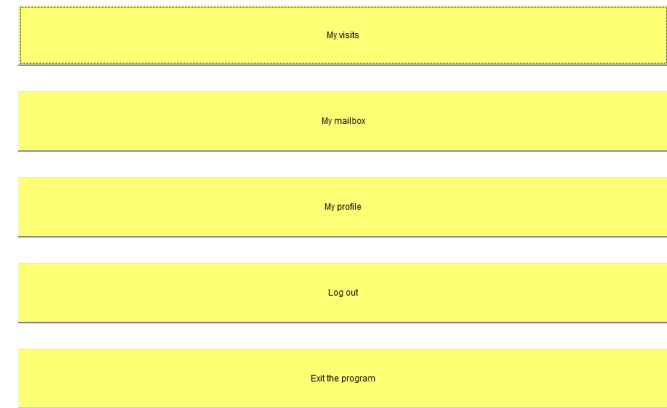 My visits
My mailbox
My profile
Log out
Exit the program